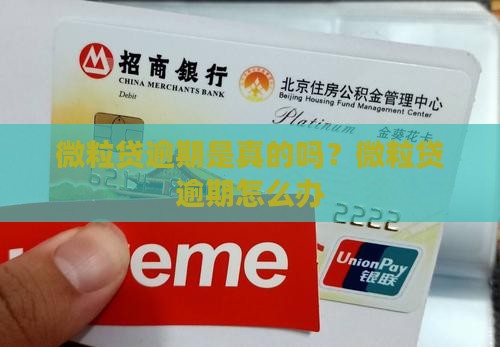 招商银行
CHINA MERCHANTS BANK
北京住房公积金管理中心
Beijing Housing Fund Management Center
Debit
Platinum
金葵花卡
微粒贷逾期是真的吗？微粒贷
逾期怎么办
2222
eme
UnionPay
银联